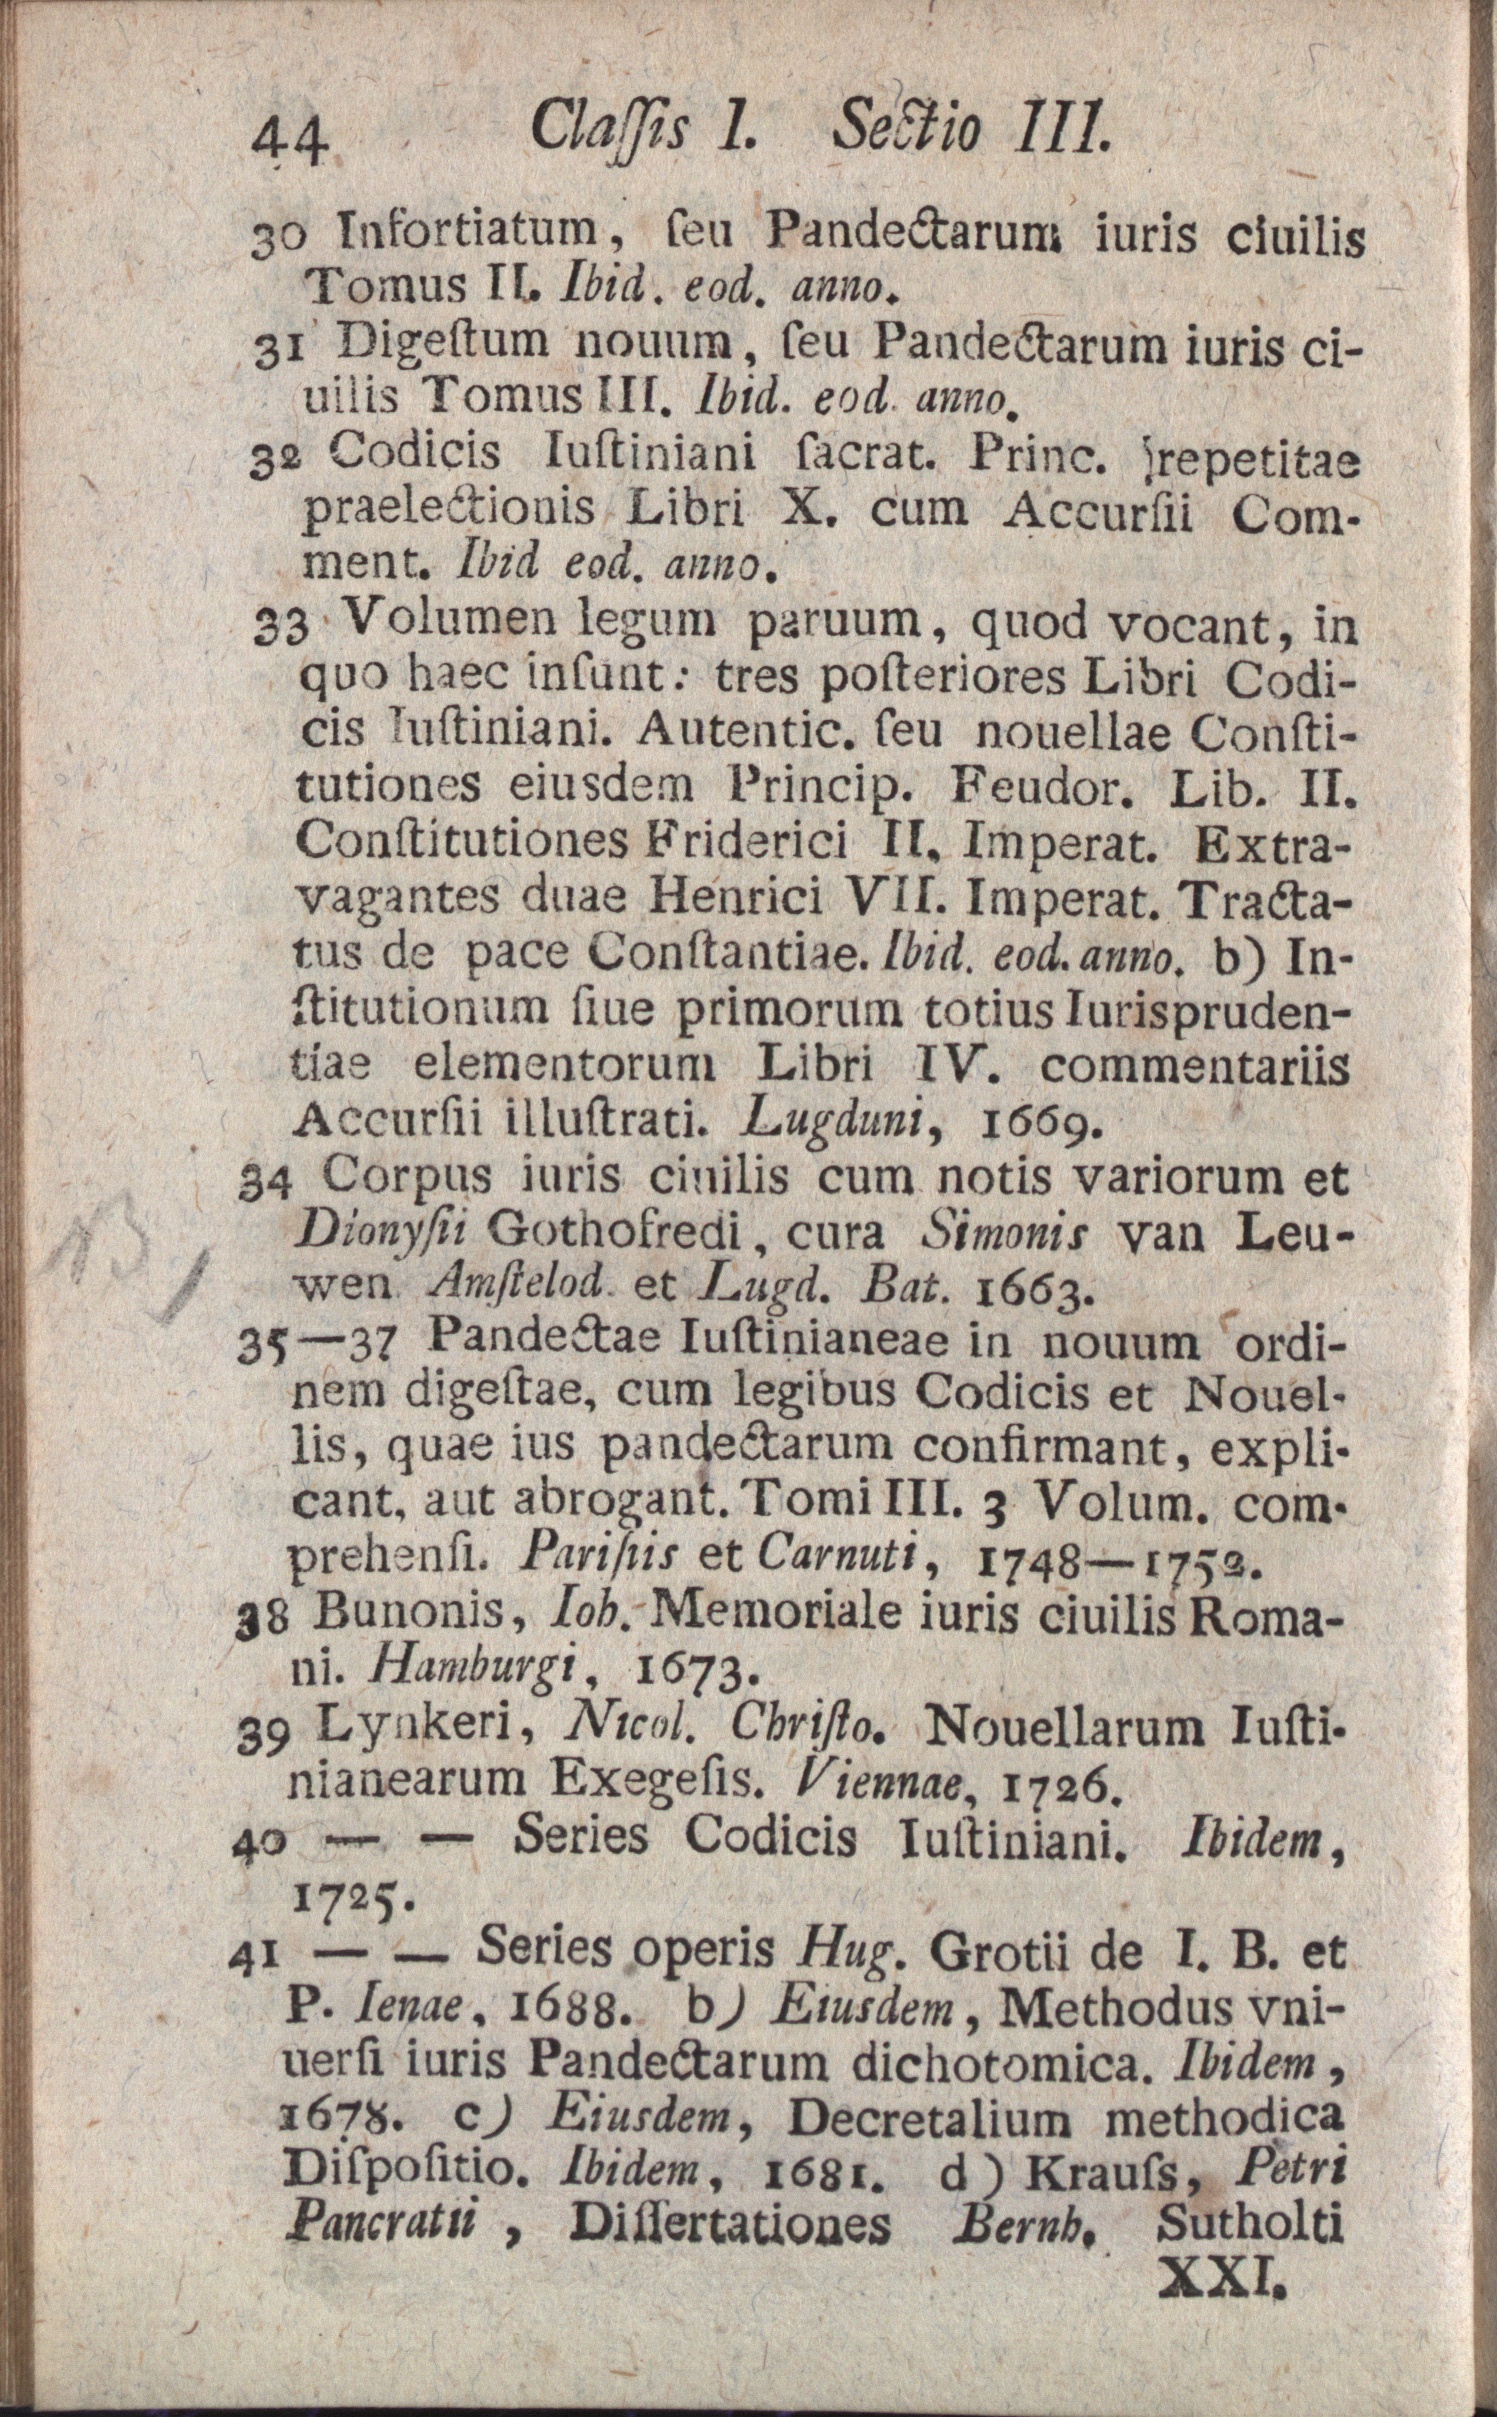 44 Claſſis I. Sectio III.
30 Infortiatum, ſeu Pandectarum iuris ciuilis
Tomus II. Ibid. eod. anno.
31 Digeſtum nouum, ſeu Pandectarum iuris ci-
uilis Tomus III. Ibid. eod. anno.
32 Codicis Iuſtiniani ſacrat. Princ. repetitae
praelectionis Libri X. cum Accurſii Com-
ment. Ibid eod. anno.
33 Volumen legum paruum, quod vocant, in
quo haec inſunt: tres poſteriores Libri Codi-
cis Iuſtiniani. Autentic. ſeu nouellae Conſti-
tutiones eiusdem Princip. Feudor. Lib. II.
Conſtitutiones Friderici II. Imperat. Extra-
vagantes duae Henrici VII. Imperat. Tracta-
tus de pace Conſtantiae. Ibid. eod. anno. b) In-
ſtitutionum ſiue primorum totius Iurispruden-
tiae elementorum Libri IV. commentariis
Accurſii illuſtrati. Lugduni, 1669.
34 Corpus iuris ciuilis cum notis variorum et
Dionyſii Gothofredi, cura Simonis van Leu-
wen. Amſtelod. et Lugd. Bat. 1663.
35—37 Pandectae Iuſtinianeae in nouum ordi-
nem digeſtae, cum legibus Codicis et Nouel-
lis, quae ius pandectarum confirmant, expli-
cant, aut abrogant. Tomi III. 3 Volum. com-
prehenſi. Pariſiis et Carnuti, 1748—1752.
38 Bunonis, Ioh. Memoriale iuris ciuilis Roma-
ni. Hamburgi, 1673.
39 Lynkeri, Nicol. Chriſto. Nouellarum Iuſti-
nianearum Exegeſis. Viennae, 1726.
40 — — Series Codicis Iuſtiniani. Ibidem,
1725.
41 — — Series operis Hug. Grotii de I. B. et
P. Ienae, 1688. b) Eiusdem, Methodus vni-
uerſi iuris Pandectarum dichotomica. Ibidem,
1678. c) Eiusdem, Decretalium methodica
Diſpoſitio. Ibidem, 1681. d) Krauſs, Petri
Pancratii, Diſſertationes Bernh. Sutholti
XXI.